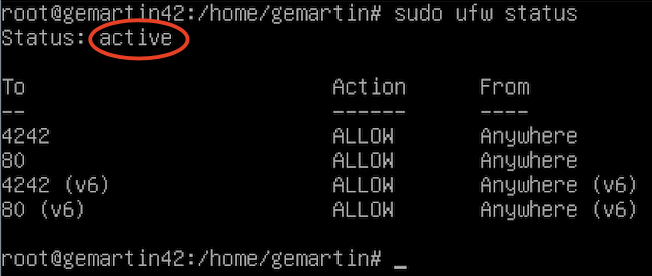 root@gemartin42:/home/gemartin# sudo ufw status
Status: active
To Action From
-- ------ ----
4242 ALLOW Anywhere
80 ALLOW Anywhere
4242 (v6) ALLOW Anywhere (v6)
80 (v6) ALLOW Anywhere (v6)
root@gemartin42:/home/gemartin# _